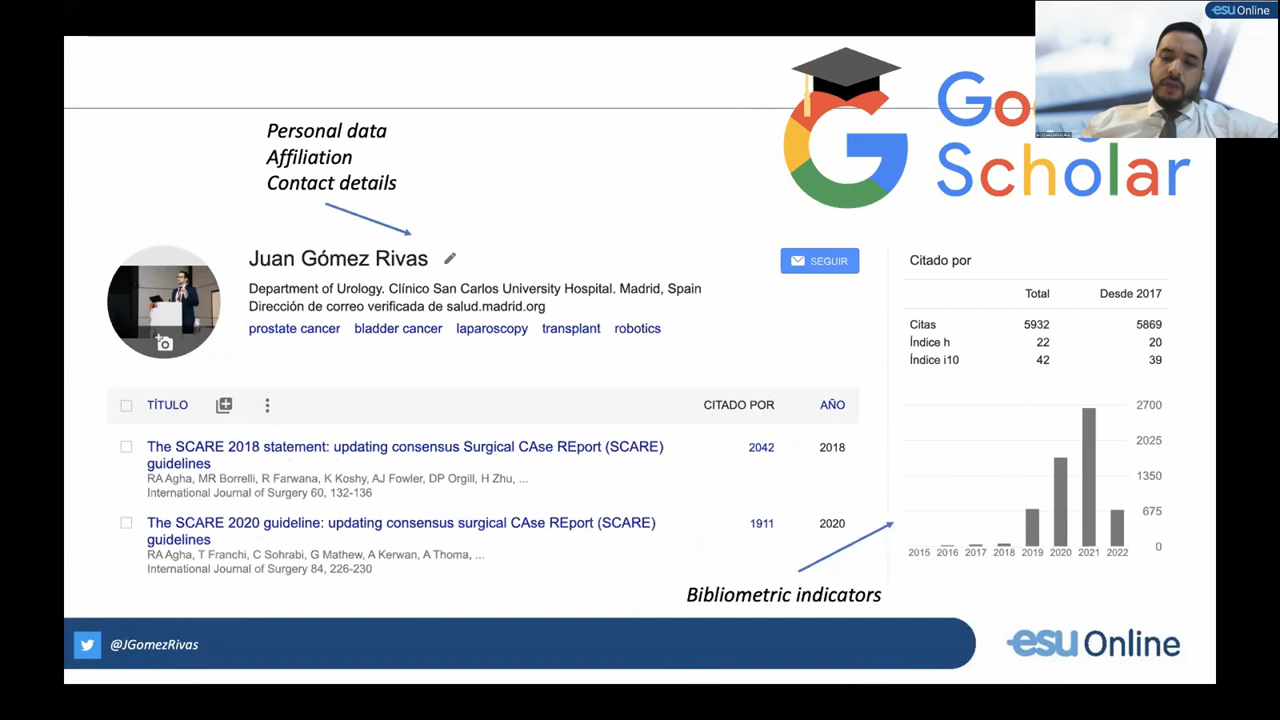 esu Online
Google
Scholar
Personal data
Affiliation
Contact details
Juan Gómez Rivas
SEGUIR
Department of Urology. Clínico San Carlos University Hospital. Madrid, Spain
Dirección de correo verificada de salud.madrid.org
prostate cancer bladder cancer laparoscopy transplant robotics
Citado por
Total Desde 2017
Citas 5932 5869
Índice h 22 20
Índice i10 42 39
TÍTULO CITADO POR AÑO
The SCARE 2018 statement: updating consensus Surgical CAse REport (SCARE) 2042 2018
guidelines
RA Agha, MR Borrelli, R Farwana, K Koshy, AJ Fowler, DP Orgill, H Zhu, ...
International Journal of Surgery 60, 132-136
The SCARE 2020 guideline: updating consensus surgical CAse REport (SCARE) 1911 2020
guidelines
RA Agha, T Franchi, C Sohrabi, G Mathew, A Kerwan, A Thoma, ...
International Journal of Surgery 84, 226-230
2700
2025
1350
675
0
2015 2016 2017 2018 2019 2020 2021 2022
Bibliometric indicators
@JGomezRivas
esu Online